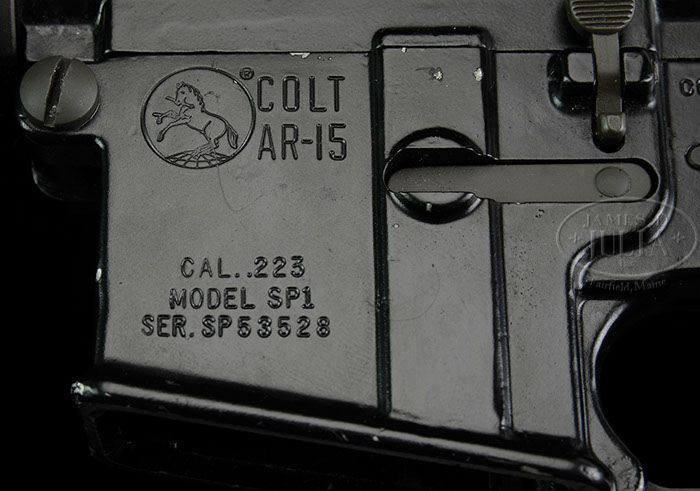 ®
COLT
AR-15
CAL..223
MODEL SP1
SER.SP53528
JAMES D.
JULIA
Fairfield, Maine